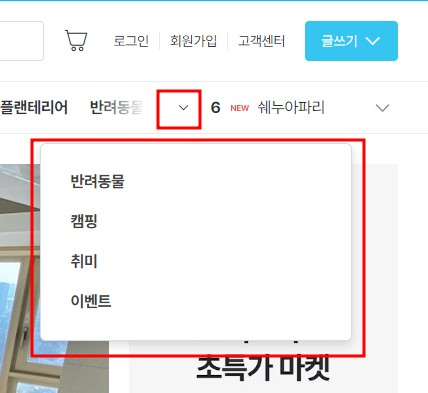 로그인 회원가입 고객센터 글쓰기
플랜테리어 반려동물 6 NEW 쉐누아파리
반려동물
캠핑
취미
이벤트
초특가 마켓